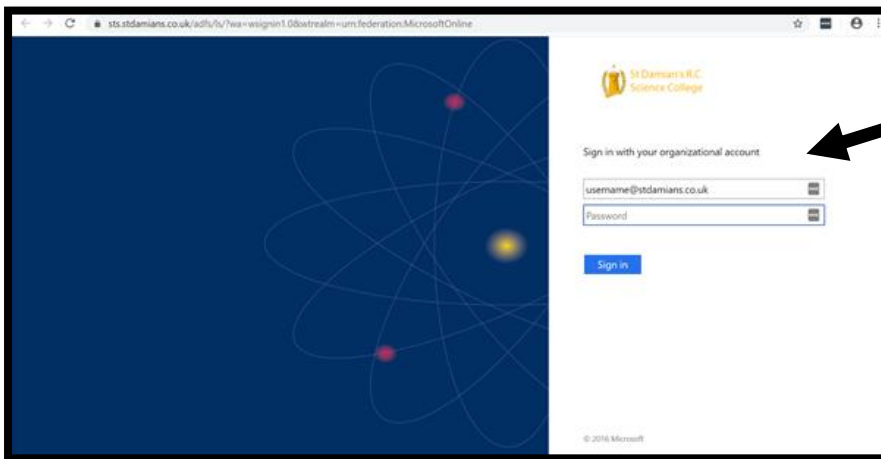 sts.stdamians.co.uk/adfs/ls/?wa=wsignin1.0&wtrealm=urn:federation:MicrosoftOnline
St Damian's R.C.
Science College
Sign in with your organizational account
username@stdamians.co.uk
Password
Sign in
© 2016 Microsoft